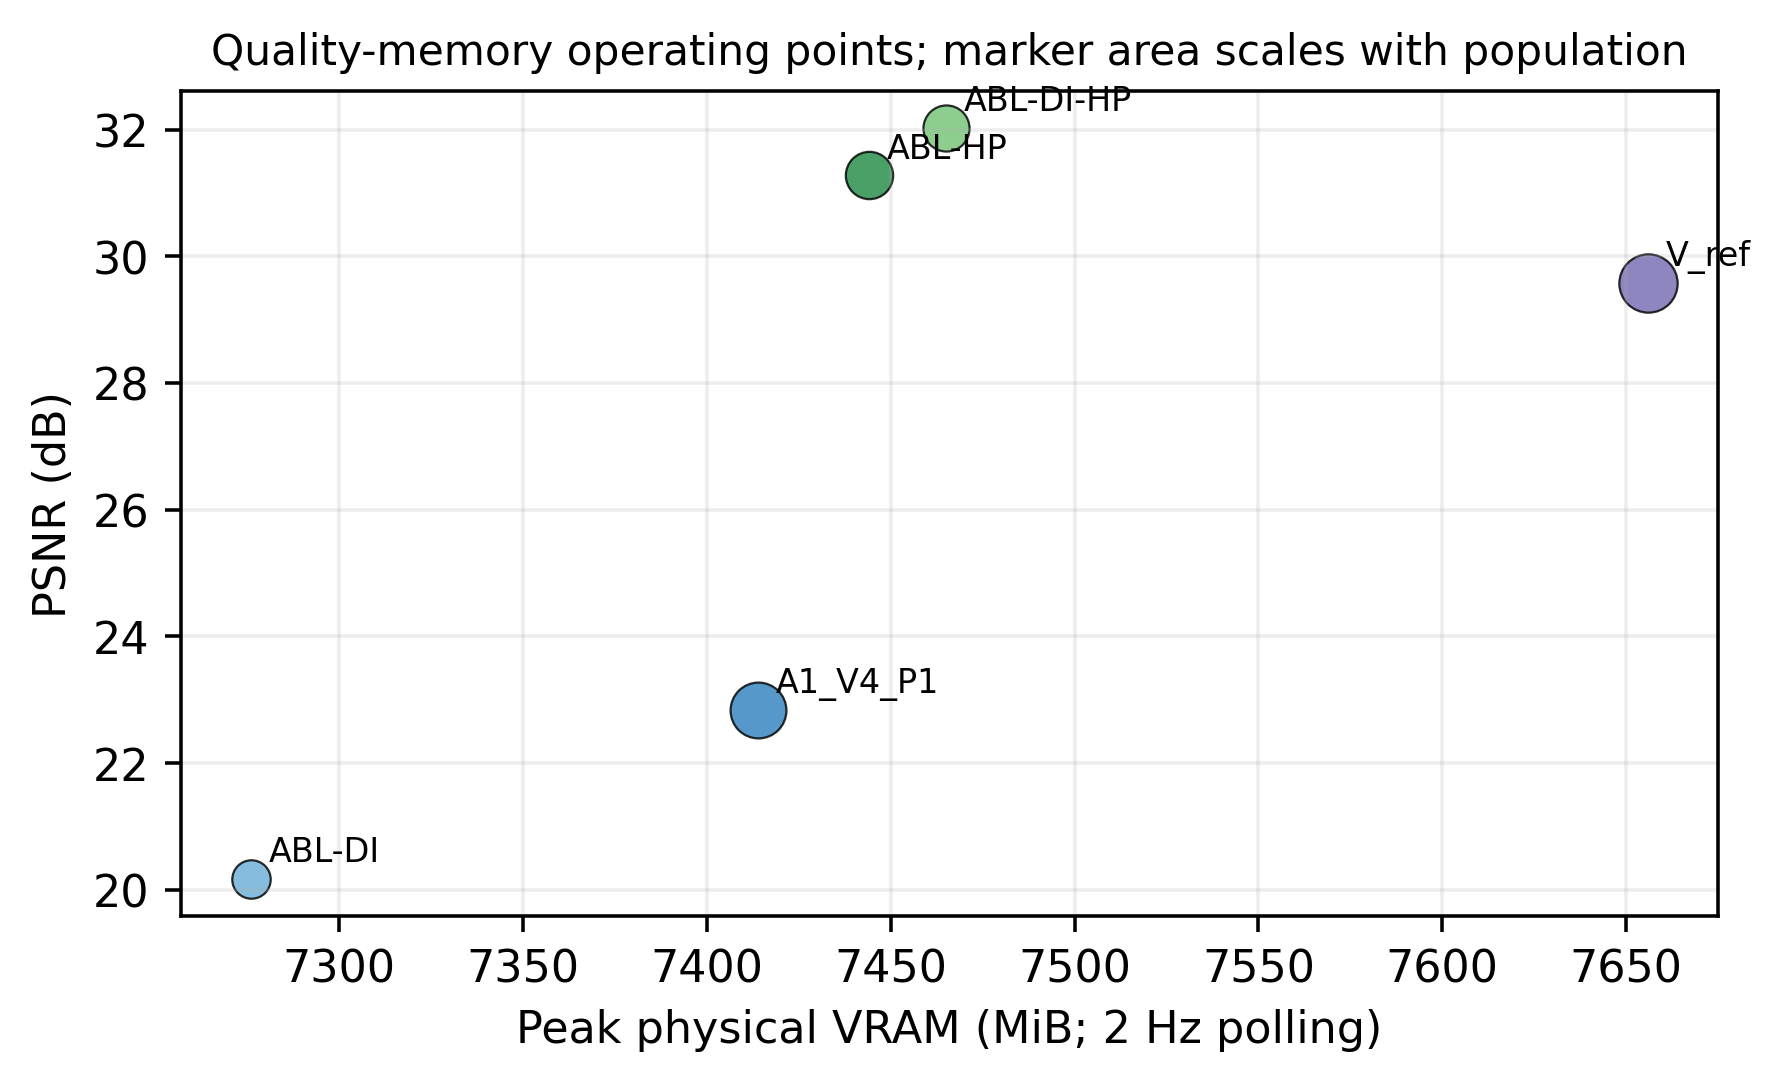 Quality-memory operating points; marker area scales with population
ABL-DI-HP
32
ABL-HP
V_ref
30
28
26
24
A1_V4_P1
22
ABL-DI
20
PSNR (dB)
7300 7350 7400 7450 7500 7550 7600 7650
Peak physical VRAM (MiB; 2 Hz polling)